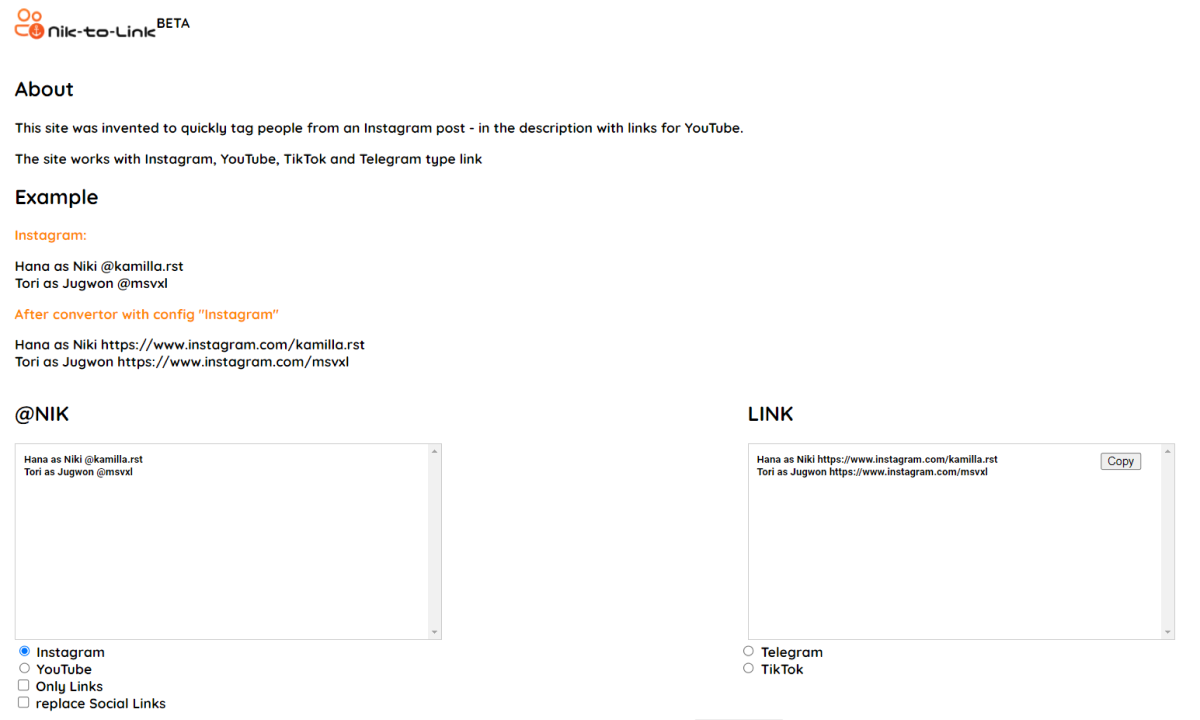 Nik-to-Link BETA
About
This site was invented to quickly tag people from an Instagram post - in the description with links for YouTube.
The site works with Instagram, YouTube, TikTok and Telegram type link
Example
Instagram:
Hana as Niki @kamilla.rst
Tori as Jugwon @msvxl
After convertor with config "Instagram"
Hana as Niki https://www.instagram.com/kamilla.rst
Tori as Jugwon https://www.instagram.com/msvxl
@NIK
Hana as Niki @kamilla.rst
Tori as Jugwon @msvxl
Instagram
YouTube
Only Links
replace Social Links
LINK
Hana as Niki https://www.instagram.com/kamilla.rst
Tori as Jugwon https://www.instagram.com/msvxl
Copy
Telegram
TikTok